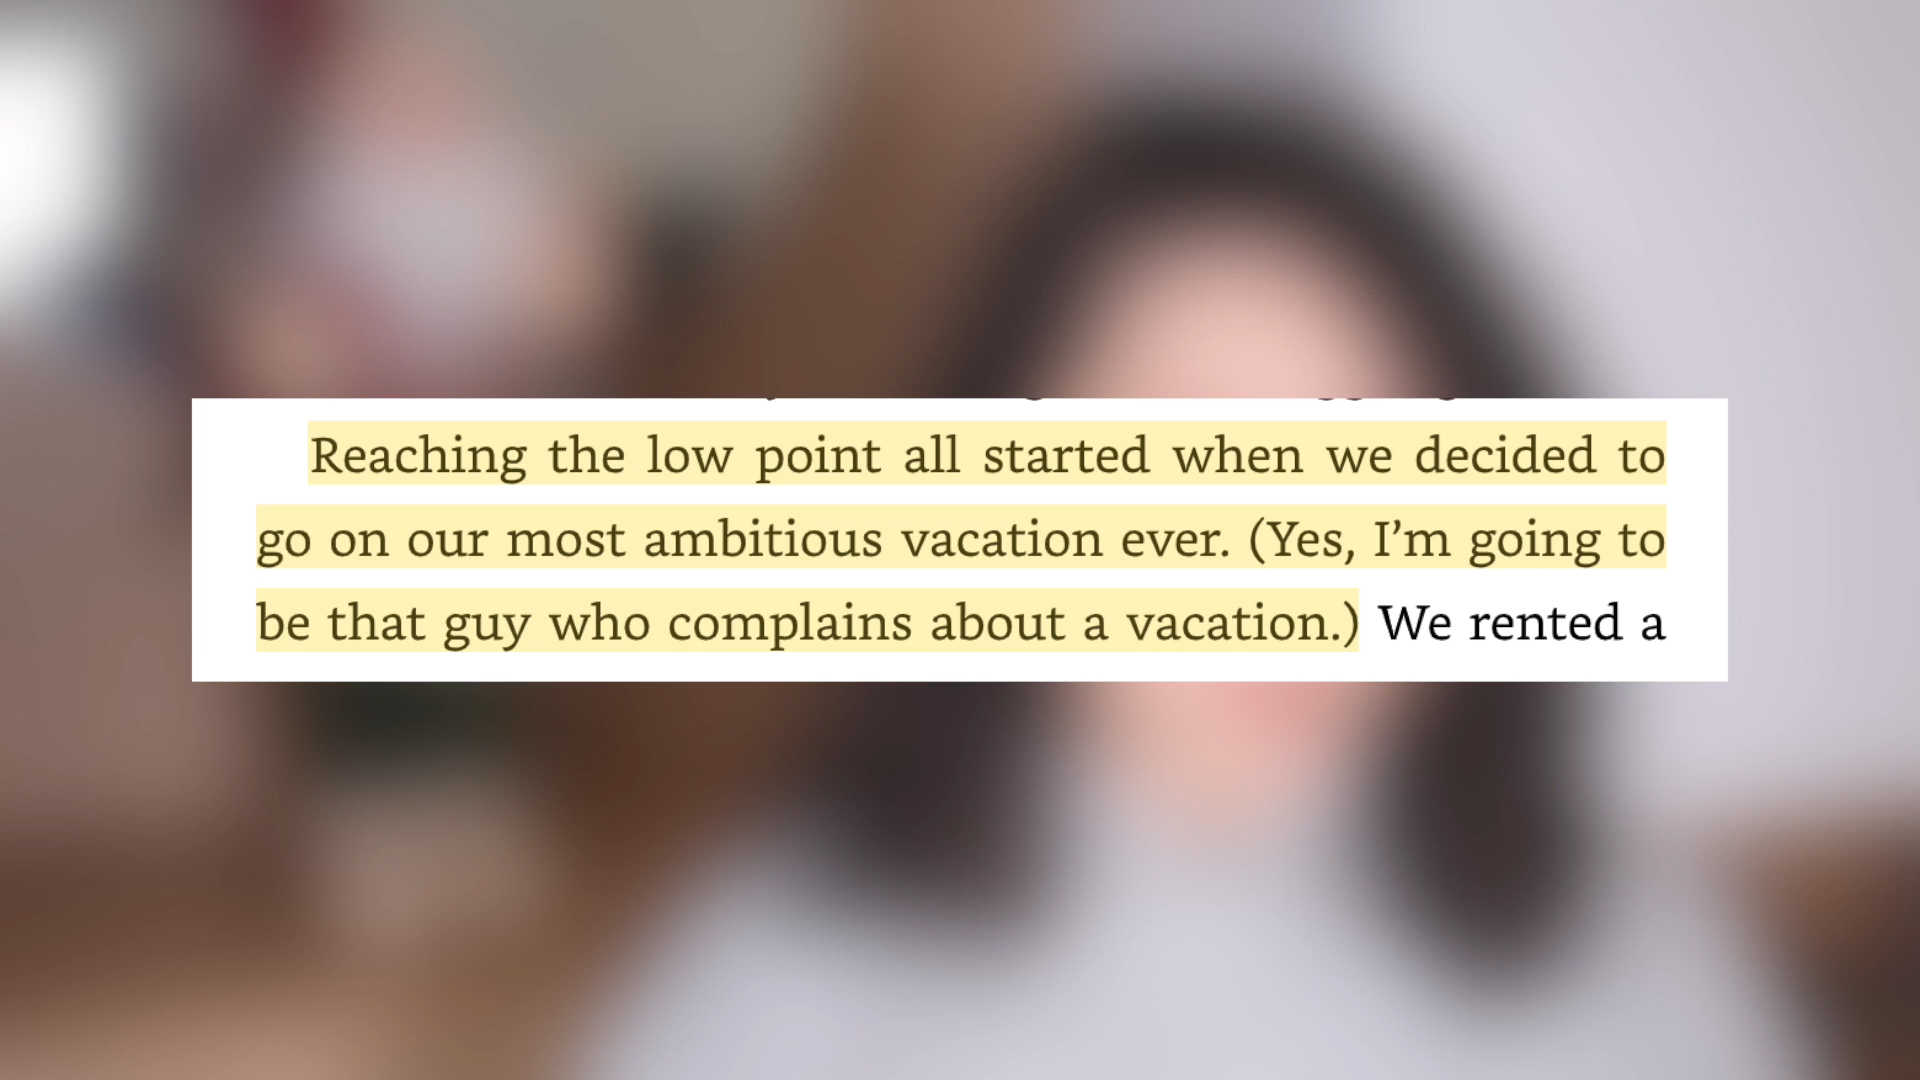 Reaching the low point all started when we decided to
go on our most ambitious vacation ever. (Yes, I’m going to
be that guy who complains about a vacation.) We rented a